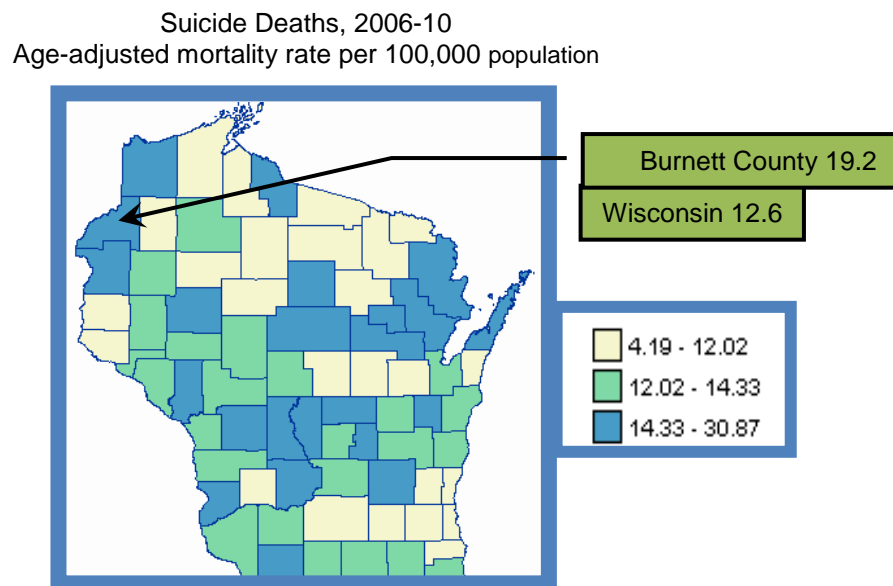 Suicide Deaths, 2006-10
Age-adjusted mortality rate per 100,000 population
Burnett County 19.2
Wisconsin 12.6
4.19 - 12.02
12.02 - 14.33
14.33 - 30.87